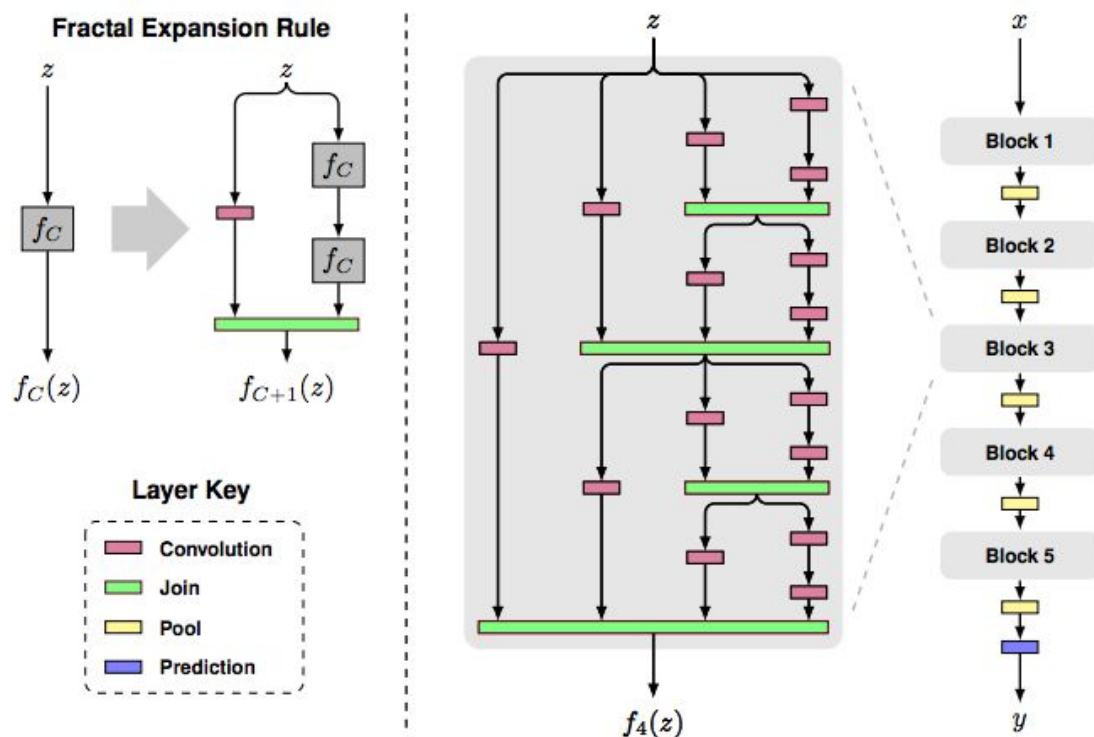 Fractal Expansion Rule
z
f_C
f_C(z)
z
f_C
f_C
f_{C+1}(z)
Layer Key
Convolution
Join
Pool
Prediction
z
f_4(z)
x
Block 1
Block 2
Block 3
Block 4
Block 5
y